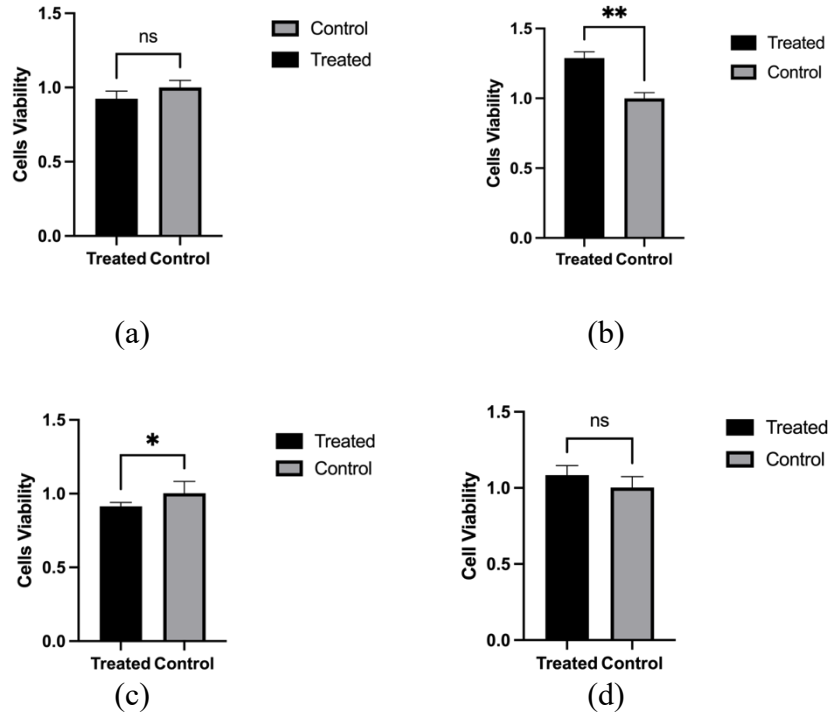 ns
Control
Treated
1.5
1.0
0.5
0.0
Cells Viability
Treated Control
(a)
**
Treated
Control
1.5
1.0
0.5
0.0
Cells Viability
Treated Control
(b)
*
Treated
Control
1.5
1.0
0.5
0.0
Cells Viability
Treated Control
(c)
ns
Treated
Control
1.5
1.0
0.5
0.0
Cell Viability
Treated Control
(d)